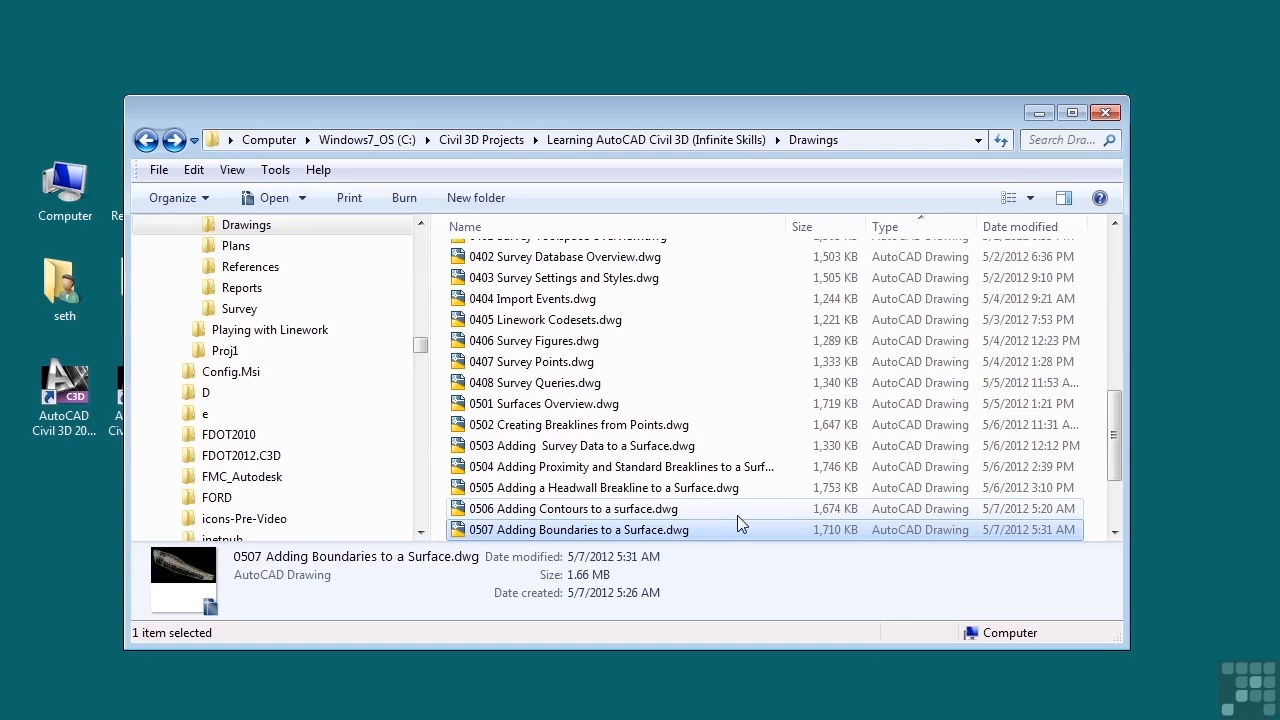 Computer
Windows7_OS (C:)
Civil 3D Projects
Learning AutoCAD Civil 3D (Infinite Skills)
Drawings
Search Dra...
File
Edit
View
Tools
Help
Organize
Open
Print
Burn
New folder
Computer
Re
seth
AutoCAD
Civil 3D 20...
A
Civ
C3D
Drawings
Plans
References
Reports
Survey
Playing with Linework
Proj1
Config.Msi
D
e
FDOT2010
FDOT2012.C3D
FMC_Autodesk
FORD
icons-Pre-Video
inetpub
Name Size Type Date modified
0402 Survey Database Overview.dwg 1,503 KB AutoCAD Drawing 5/2/2012 6:36 PM
0403 Survey Settings and Styles.dwg 1,505 KB AutoCAD Drawing 5/2/2012 9:10 PM
0404 Import Events.dwg 1,244 KB AutoCAD Drawing 5/4/2012 9:21 AM
0405 Linework Codesets.dwg 1,221 KB AutoCAD Drawing 5/3/2012 7:53 PM
0406 Survey Figures.dwg 1,289 KB AutoCAD Drawing 5/4/2012 12:23 PM
0407 Survey Points.dwg 1,333 KB AutoCAD Drawing 5/4/2012 1:28 PM
0408 Survey Queries.dwg 1,340 KB AutoCAD Drawing 5/5/2012 11:53 A...
0501 Surfaces Overview.dwg 1,719 KB AutoCAD Drawing 5/5/2012 1:21 PM
0502 Creating Breaklines from Points.dwg 1,647 KB AutoCAD Drawing 5/6/2012 11:31 A...
0503 Adding  Survey Data to a Surface.dwg 1,330 KB AutoCAD Drawing 5/6/2012 12:12 PM
0504 Adding Proximity and Standard Breaklines to a Surf... 1,746 KB AutoCAD Drawing 5/6/2012 2:39 PM
0505 Adding a Headwall Breakline to a Surface.dwg 1,753 KB AutoCAD Drawing 5/6/2012 3:10 PM
0506 Adding Contours to a surface.dwg 1,674 KB AutoCAD Drawing 5/7/2012 5:20 AM
0507 Adding Boundaries to a Surface.dwg 1,710 KB AutoCAD Drawing 5/7/2012 5:31 AM
0507 Adding Boundaries to a Surface.dwg Date modified: 5/7/2012 5:31 AM
AutoCAD Drawing Size: 1.66 MB
Date created: 5/7/2012 5:26 AM
1 item selected
Computer